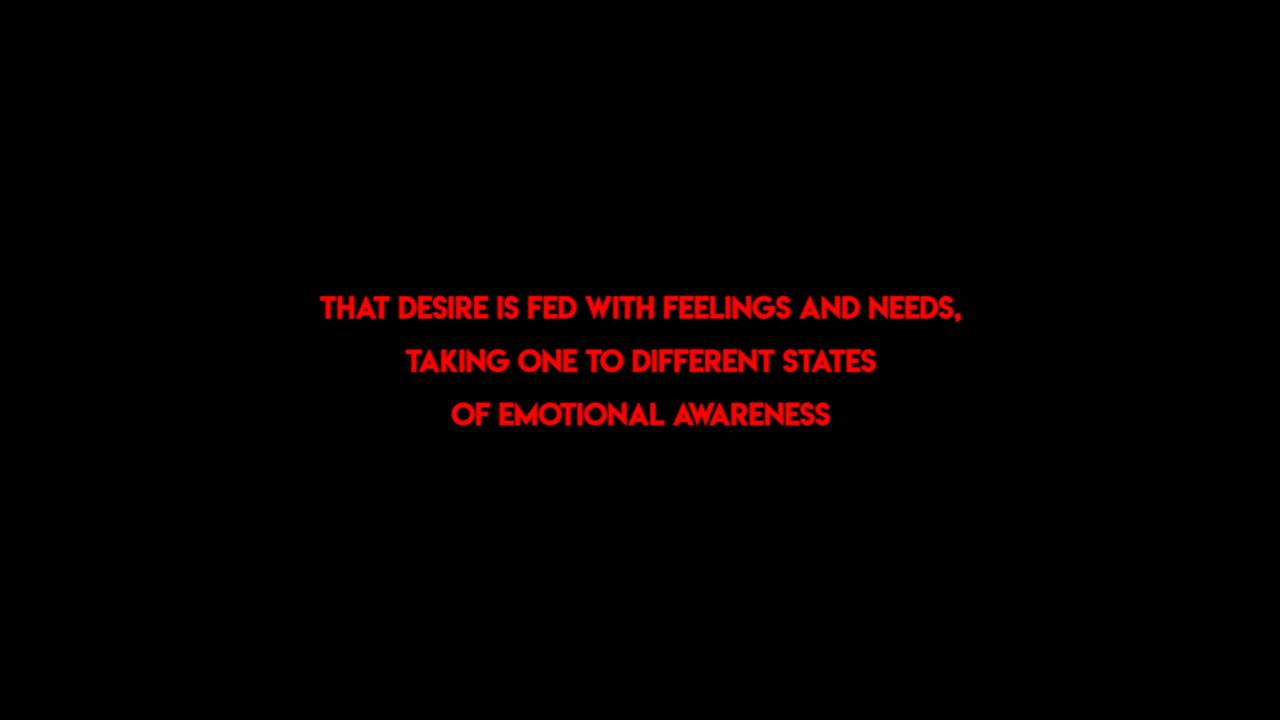 THAT DESIRE IS FED WITH FEELINGS AND NEEDS,
TAKING ONE TO DIFFERENT STATES
OF EMOTIONAL AWARENESS